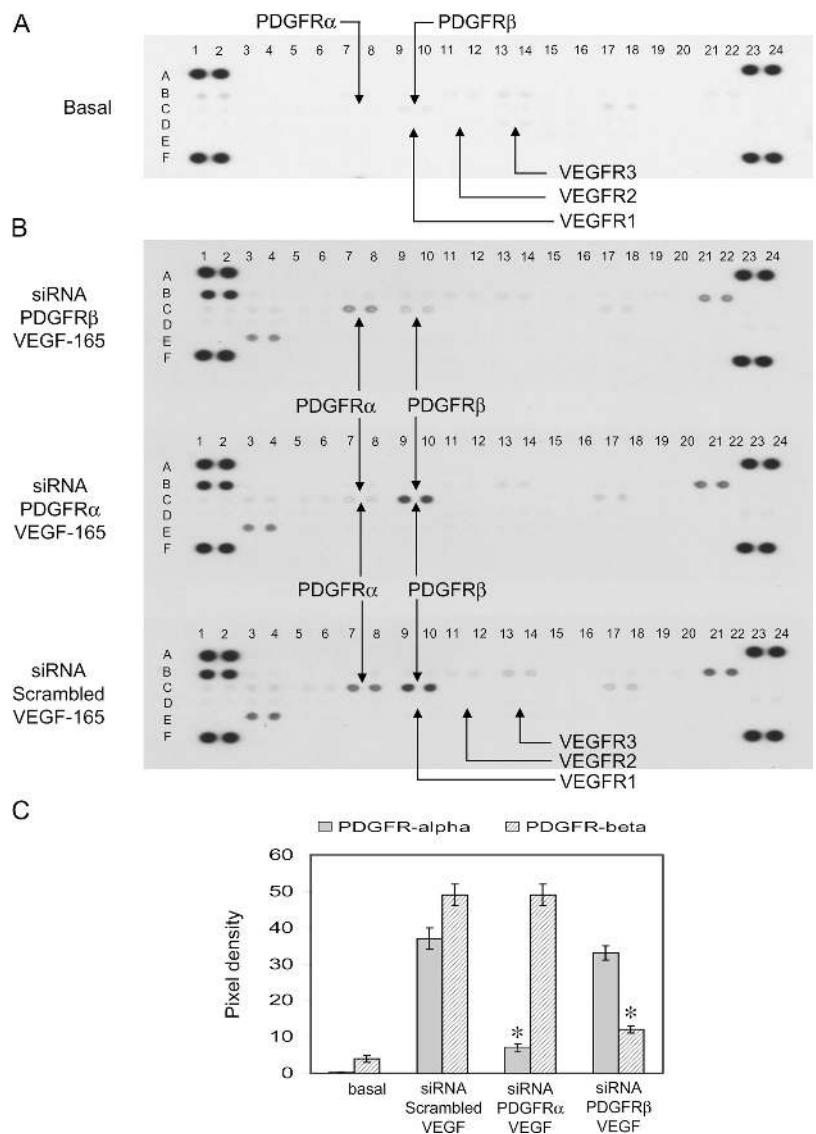 A
PDGFRα PDGFRβ
1 2 3 4 5 6 7 8 9 10 11 12 13 14 15 16 17 18 19 20 21 22 23 24
A
B
C
D
E
F
Basal
VEGFR3
VEGFR2
VEGFR1
B
1 2 3 4 5 6 7 8 9 10 11 12 13 14 15 16 17 18 19 20 21 22 23 24
A
B
C
D
E
F
siRNA
PDGFRβ
VEGF-165
PDGFRα PDGFRβ
1 2 3 4 5 6 7 8 9 10 11 12 13 14 15 16 17 18 19 20 21 22 23 24
A
B
C
D
E
F
siRNA
PDGFRα
VEGF-165
PDGFRα PDGFRβ
1 2 3 4 5 6 7 8 9 10 11 12 13 14 15 16 17 18 19 20 21 22 23 24
A
B
C
D
E
F
siRNA
Scrambled
VEGF-165
VEGFR3
VEGFR2
VEGFR1
C
PDGFR-alpha PDGFR-beta
Pixel density
60
50
40
30
20
10
0
* *
basal siRNA siRNA siRNA
Scrambled PDGFRα PDGFRβ
VEGF VEGF VEGF